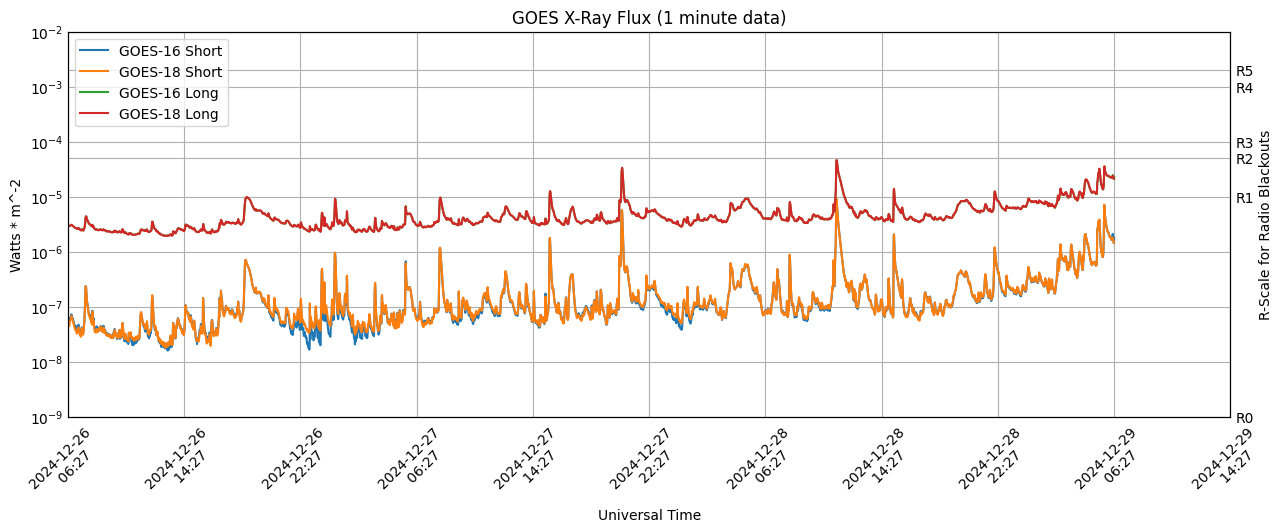 GOES X-Ray Flux (1 minute data)
GOES-16 Short
GOES-18 Short
GOES-16 Long
GOES-18 Long
10^-2
10^-3
10^-4
10^-5
10^-6
10^-7
10^-8
10^-9
Watts * m^-2
R5
R4
R3
R2
R1
R0
R-Scale for Radio Blackouts
2024-12-26
06:27
2024-12-26
14:27
2024-12-26
22:27
2024-12-27
06:27
2024-12-27
14:27
2024-12-27
22:27
2024-12-28
06:27
2024-12-28
14:27
2024-12-28
22:27
2024-12-29
06:27
2024-12-29
14:27
Universal Time